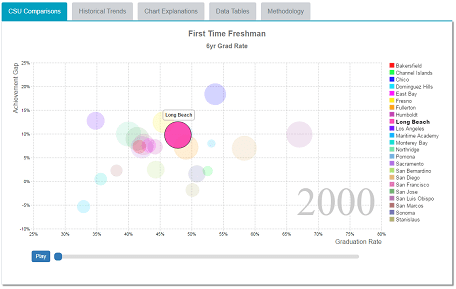 CSU Comparisons
Historical Trends
Chart Explanations
Data Tables
Methodology
First Time Freshman
6yr Grad Rate
Achievement Gap
25%
20%
15%
10%
5%
0%
-5%
-10%
Long Beach
2000
25%
30%
35%
40%
45%
50%
55%
60%
65%
70%
75%
80%
Graduation Rate
Bakersfield
Channel Islands
Chico
Dominguez Hills
East Bay
Fresno
Fullerton
Humboldt
Long Beach
Los Angeles
Maritime Academy
Monterey Bay
Northridge
Pomona
Sacramento
San Bernardino
San Diego
San Francisco
San Jose
San Luis Obispo
San Marcos
Sonoma
Stanislaus
Play